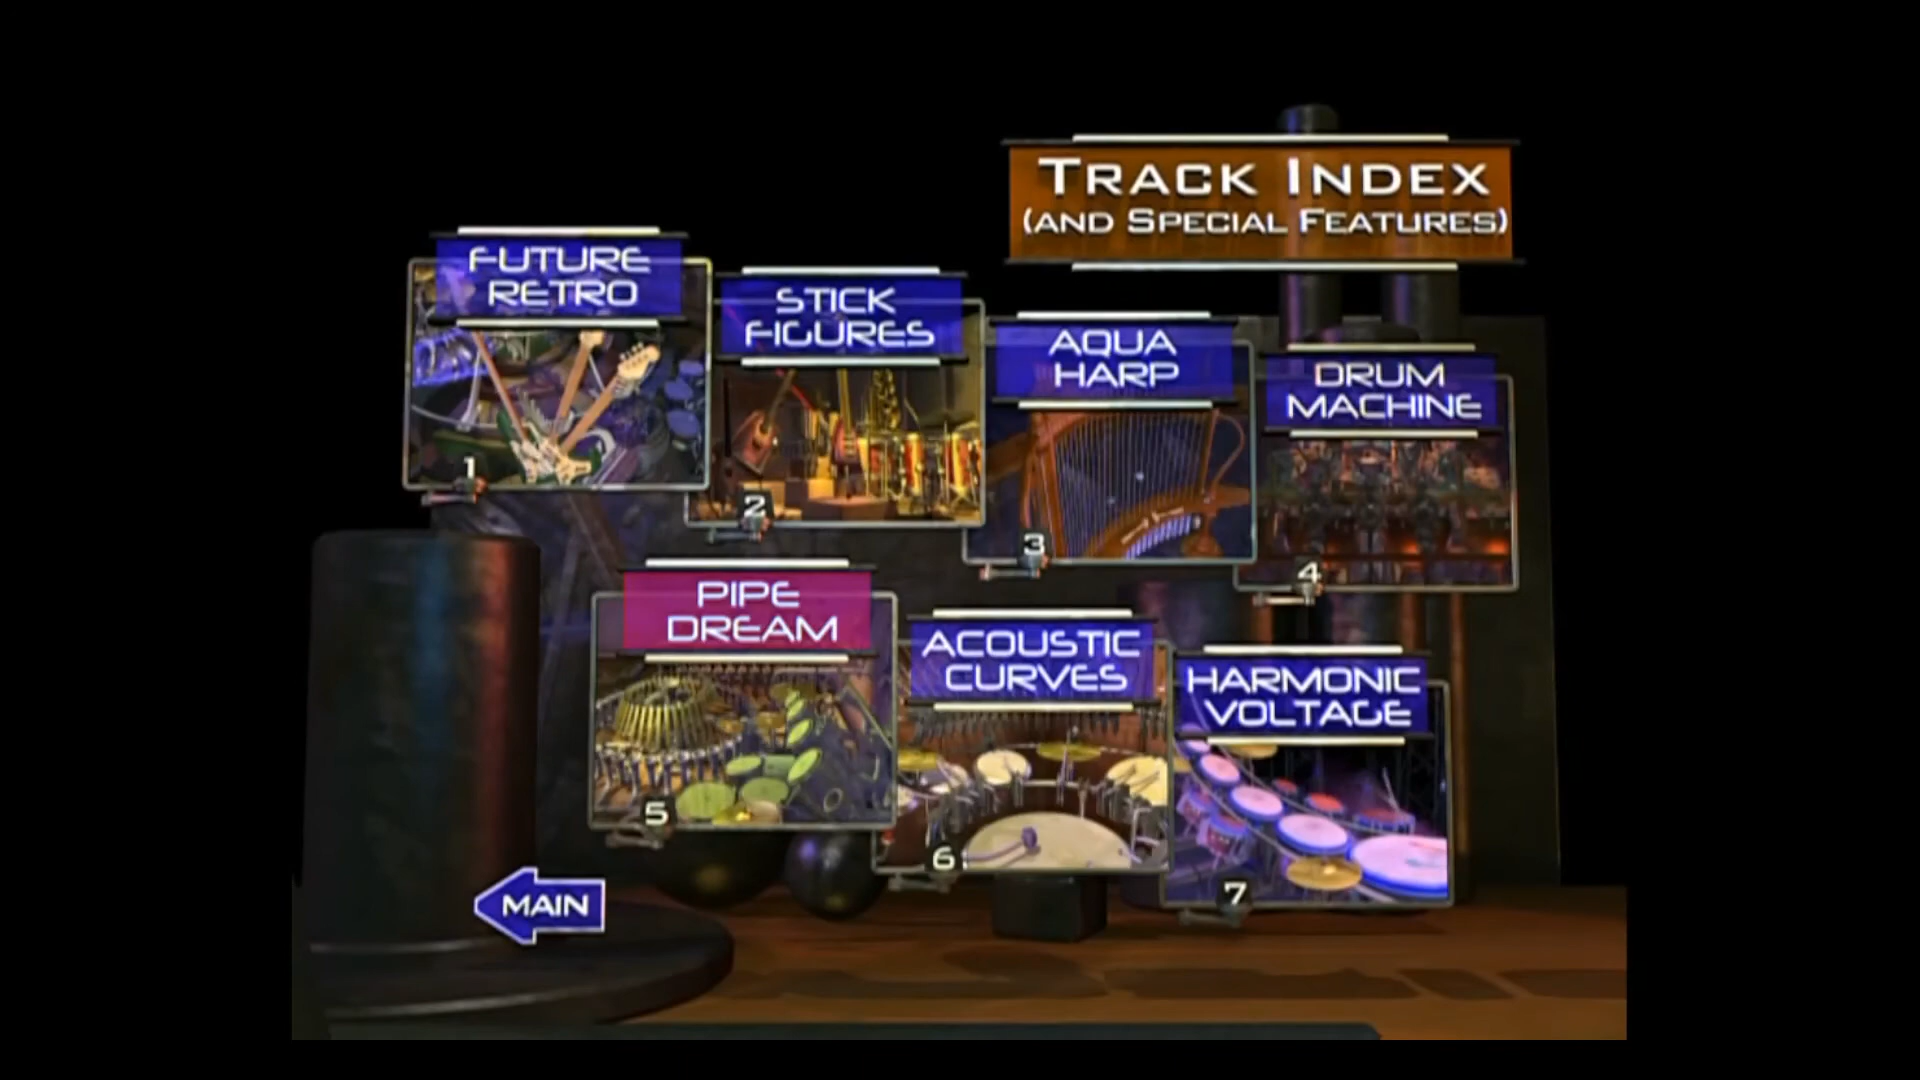 TRACK INDEX
(AND SPECIAL FEATURES)
FUTURE
RETRO
1
STICK
FIGURES
2
AQUA
HARP
3
DRUM
MACHINE
4
PIPE
DREAM
5
ACOUSTIC
CURVES
6
HARMONIC
VOLTAGE
7
MAIN